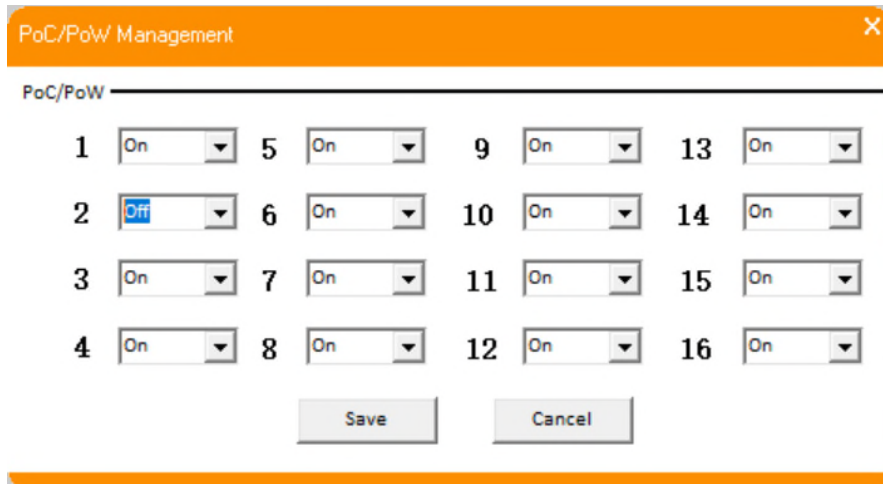 PoC/PoW Management X
PoC/PoW
1 On 5 On 9 On 13 On
2 Off 6 On 10 On 14 On
3 On 7 On 11 On 15 On
4 On 8 On 12 On 16 On
Save Cancel